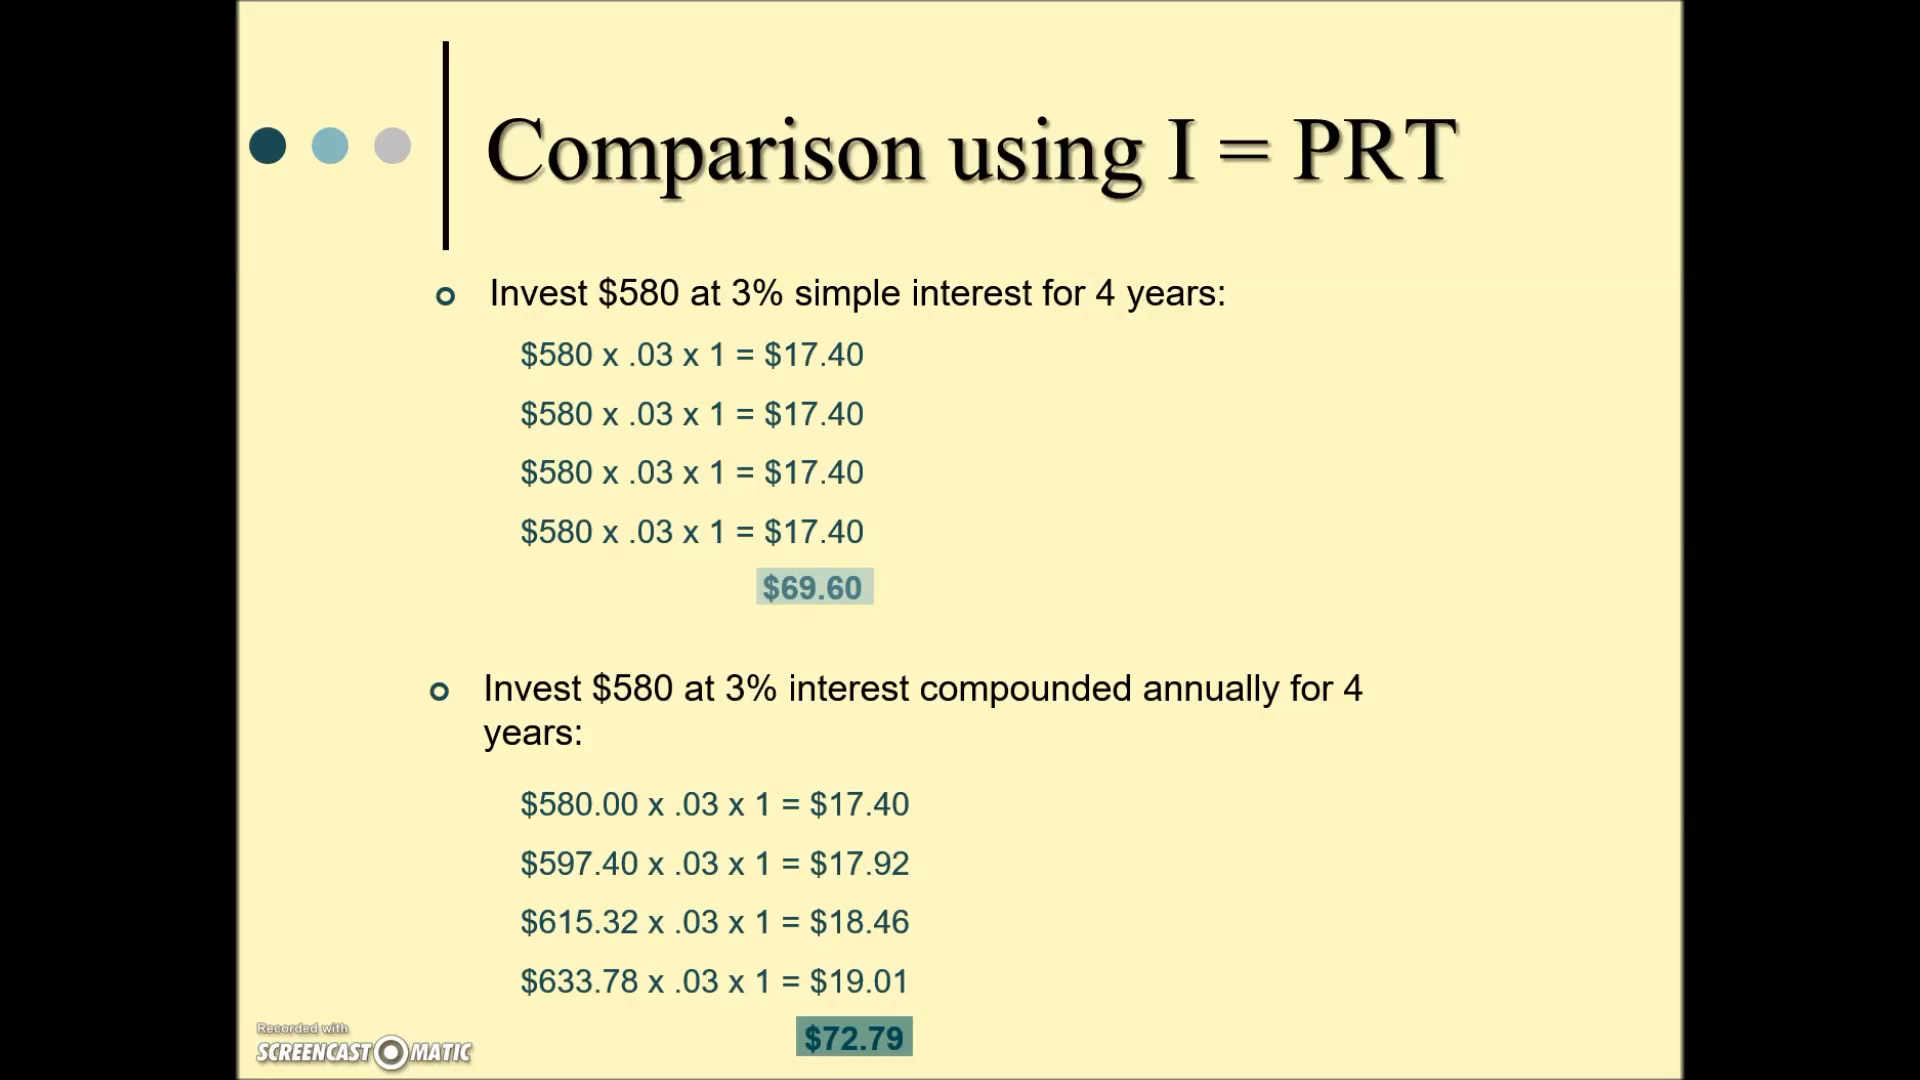 Comparison using I = PRT
Invest $580 at 3% simple interest for 4 years:
$580 x .03 x 1 = $17.40
$580 x .03 x 1 = $17.40
$580 x .03 x 1 = $17.40
$580 x .03 x 1 = $17.40
$69.60
Invest $580 at 3% interest compounded annually for 4
years:
$580.00 x .03 x 1 = $17.40
$597.40 x .03 x 1 = $17.92
$615.32 x .03 x 1 = $18.46
$633.78 x .03 x 1 = $19.01
$72.79
Recorded with
SCREENCAST MATIC